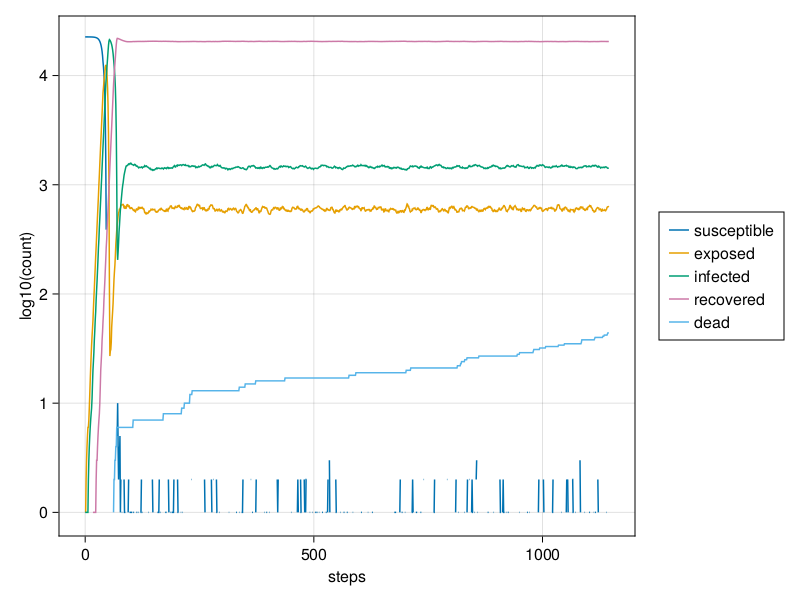 log10(count)
4
3
2
1
0
0
500
1000
steps
susceptible
exposed
infected
recovered
dead